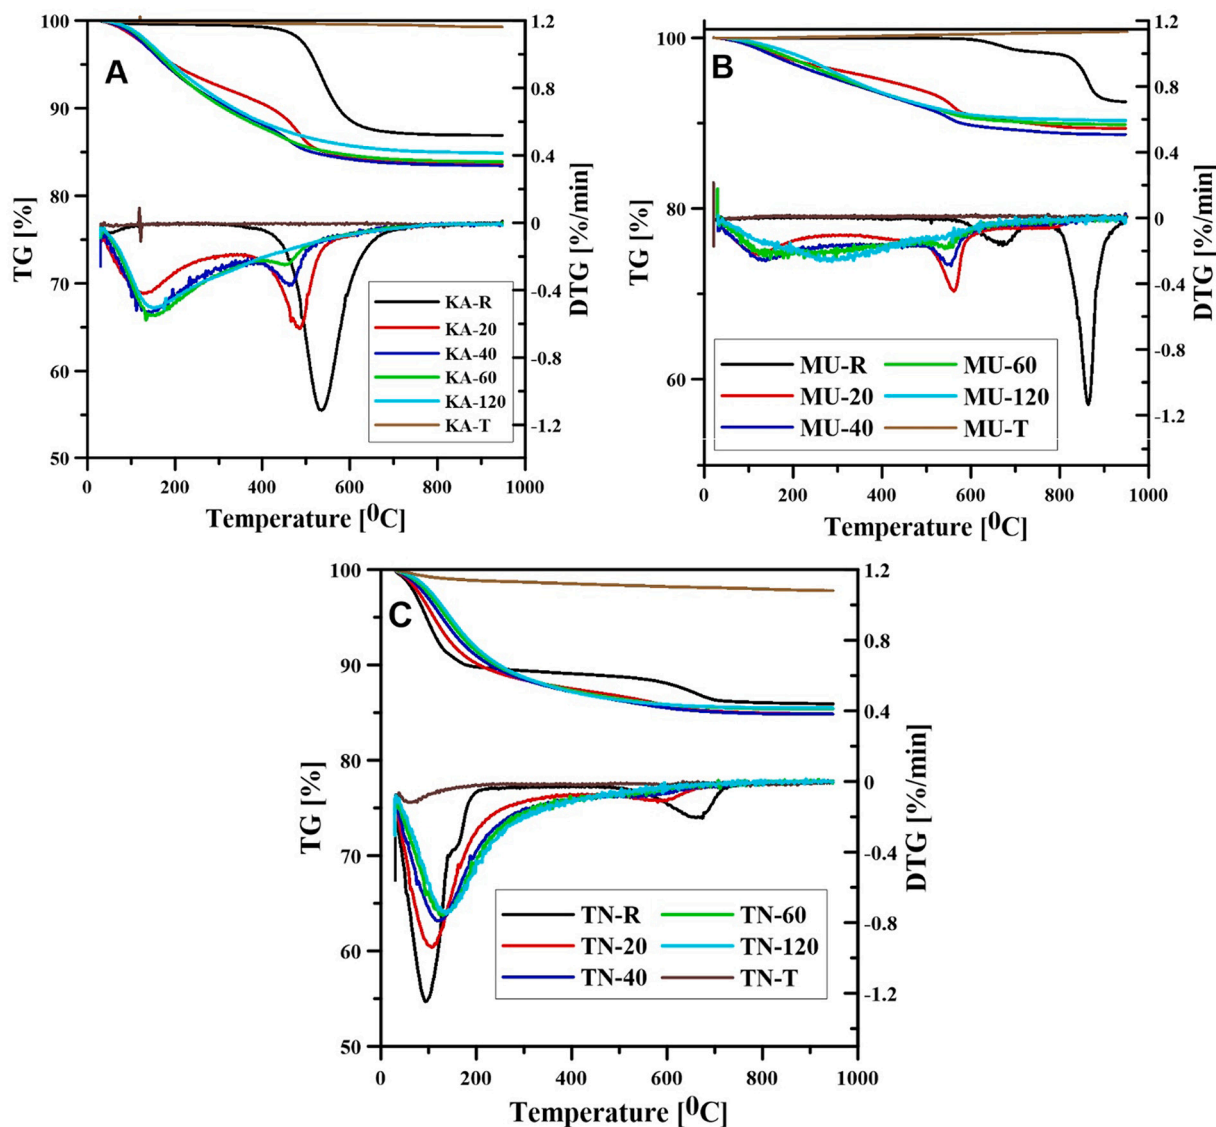 A
TG [%]
100
90
80
70
60
50
0
200
400
600
800
1000
Temperature [⁰C]
1.2
0.8
0.4
0
-0.4
-0.8
-1.2
DTG [%/min]
KA-R
KA-20
KA-40
KA-60
KA-120
KA-T
B
TG [%]
100
80
60
0
200
400
600
800
1000
Temperature [⁰C]
1.2
0.8
0.4
0
-0.4
-0.8
-1.2
DTG [%/min]
MU-R MU-60
MU-20 MU-120
MU-40 MU-T
C
TG [%]
100
90
80
70
60
50
0
200
400
600
800
1000
Temperature [⁰C]
1.2
0.8
0.4
0
-0.4
-0.8
-1.2
DTG [%/min]
TN-R TN-60
TN-20 TN-120
TN-40 TN-T